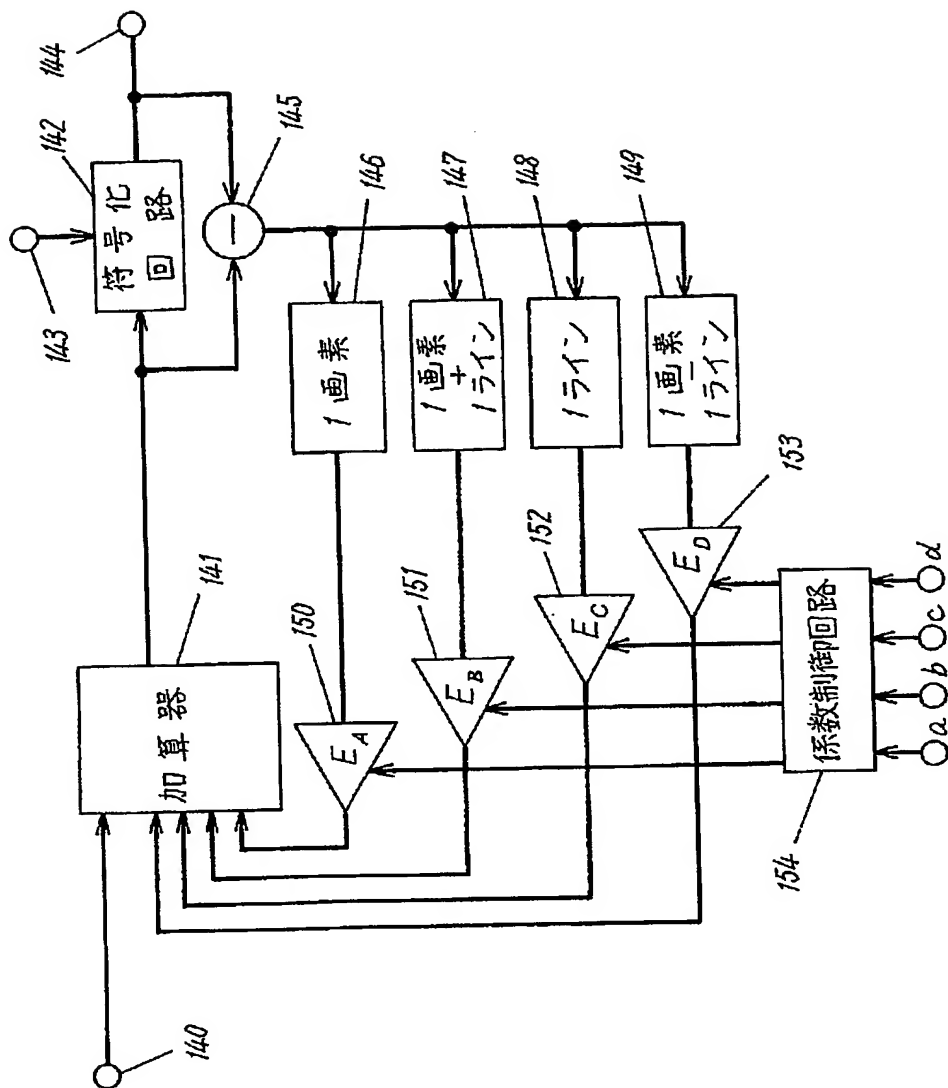 144
142
符号化
回路
143
145
146
1画素
147
1画素
+
1ライン
148
1ライン
149
1画素
−
1ライン
153
E_D
152
E_C
151
E_B
150
E_A
141
加算器
140
係数制御回路
154
a
b
c
d